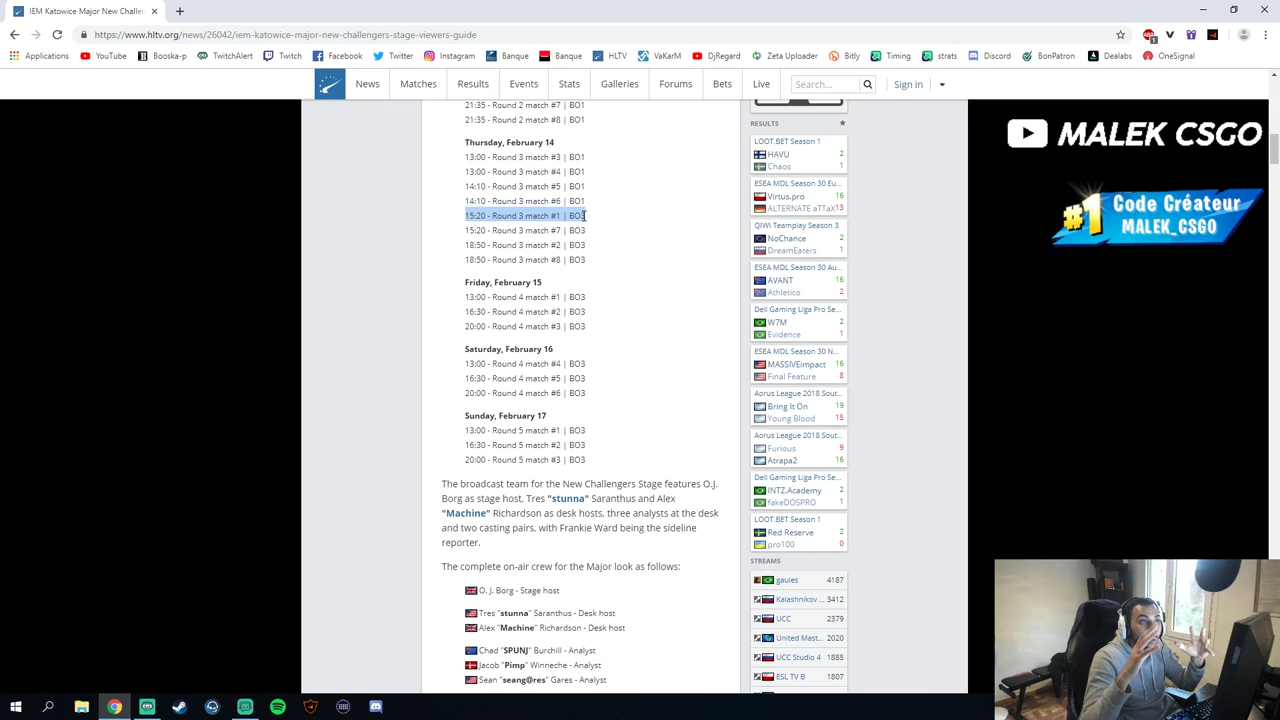 IEM Katowice Major New Challen
https://www.hltv.org/news/26042/iem-katowice-major-new-challengers-stage-viewers-guide
Applications YouTube Booska-p TwitchAlert Twitch Facebook Twitter Instagram Banque Banque HLTV VaKarM DjRegard Zeta Uploader Bitly Timing strats Discord BonPatron Dealabs OneSignal
News Matches Results Events Stats Galleries Forums Bets Live Search... Sign in
21:35 - Round 2 match #7 | BO1
21:35 - Round 2 match #8 | BO1
Thursday, February 14
13:00 - Round 3 match #3 | BO1
13:00 - Round 3 match #4 | BO1
14:10 - Round 3 match #5 | BO1
14:10 - Round 3 match #6 | BO1
15:20 - Round 3 match #1 | BO3
15:20 - Round 3 match #7 | BO3
18:50 - Round 3 match #2 | BO3
18:50 - Round 3 match #8 | BO3
Friday, February 15
13:00 - Round 4 match #1 | BO3
16:30 - Round 4 match #2 | BO3
20:00 - Round 4 match #3 | BO3
Saturday, February 16
13:00 - Round 4 match #4 | BO3
16:30 - Round 4 match #5 | BO3
20:00 - Round 4 match #6 | BO3
Sunday, February 17
13:00 - Round 5 match #1 | BO3
16:30 - Round 5 match #2 | BO3
20:00 - Round 5 match #3 | BO3
The broadcast team for the New Challengers Stage features O.J.
Borg as stage host, Tres "stunna" Saranthus and Alex
"Machine" Richardson as desk hosts, three analysts at the desk
and two casting pairs, with Frankie Ward being the sideline
reporter.
The complete on-air crew for the Major look as follows:
O. J. Borg - Stage host
Tres "stunna" Saranthus - Desk host
Alex "Machine" Richardson - Desk host
Chad "SPUNJ" Burchill - Analyst
Jacob "Pimp" Winneche - Analyst
Sean "seang@res" Gares - Analyst
RESULTS
LOOT.BET Season 1
HAVU 2
Chaos 1
ESEA MDL Season 30 Eu...
Virtus.pro 16
ALTERNATE aTTaX 13
QIWI Teamplay Season 3
NoChance 2
DreamEaters 1
ESEA MDL Season 30 Au...
AVANT 16
Athletico 2
Dell Gaming Liga Pro Se...
W7M 2
Evidence 1
ESEA MDL Season 30 N...
MASSIVEimpact 16
Final Feature 8
Aorus League 2018 Sout...
Bring It On 19
Young Blood 15
Aorus League 2018 Sout...
Furious 9
Atrapa2 16
Dell Gaming Liga Pro Se...
INTZ.Academy 2
fakeDOSPRO 1
LOOT.BET Season 1
Red Reserve 2
pro100 0
STREAMS
gaules 4187
Kalashnikov ... 3412
UCC 2379
United Mast... 2020
UCC Studio 4 1885
ESL TV B 1807
MALEK CSGO
#1 Code Créateur
MALEK_CSGO